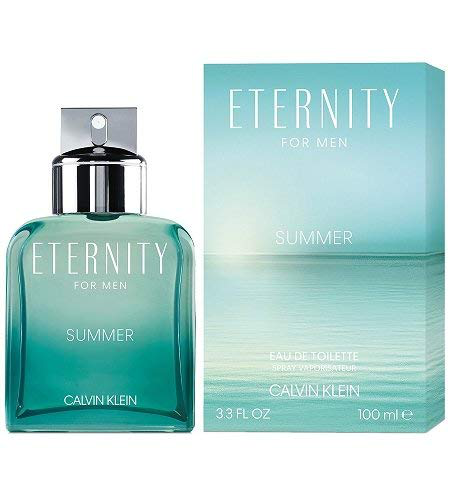 ETERNITY
FOR MEN
SUMMER
CALVIN KLEIN
ETERNITY
FOR MEN
SUMMER
EAU DE TOILETTE
SPRAY VAPORISATEUR
CALVIN KLEIN
3.3 FL OZ 100 ml ℮